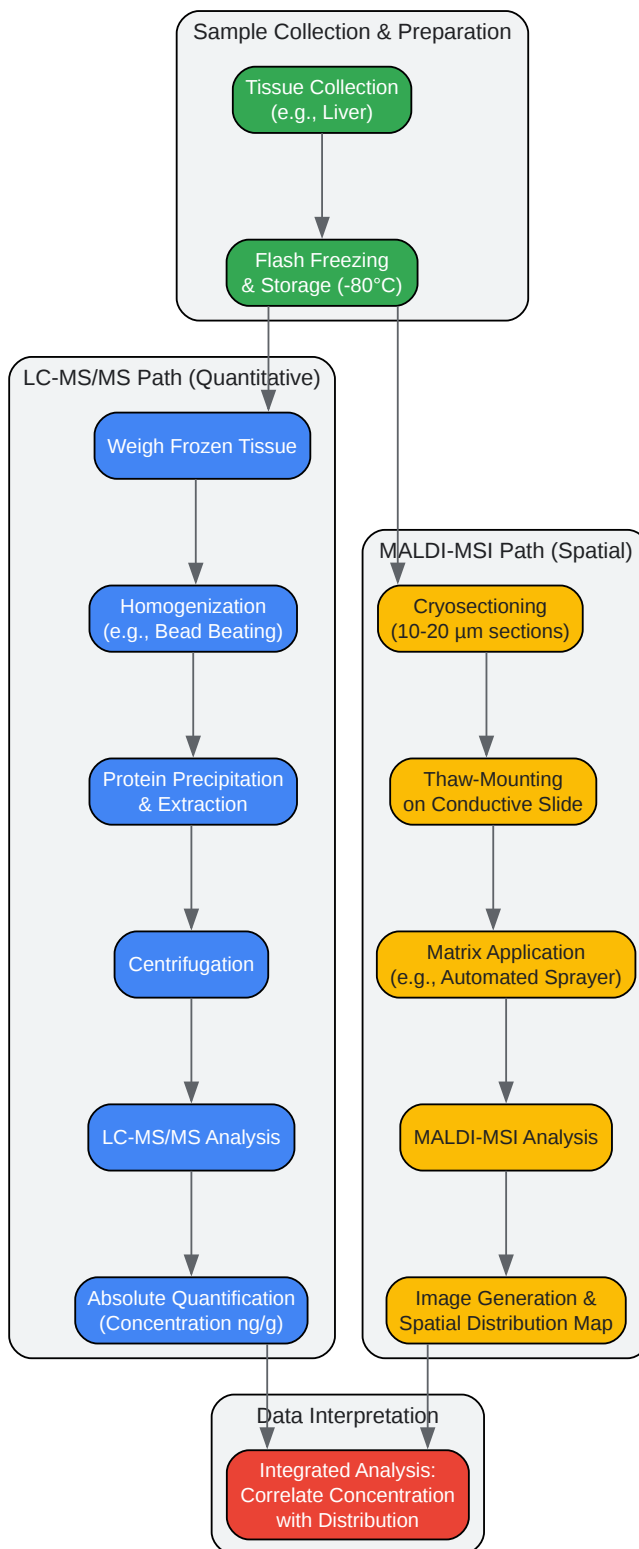 Sample Collection & Preparation
Tissue Collection
(e.g., Liver)
Flash Freezing
& Storage (-80°C)
LC-MS/MS Path (Quantitative)
Weigh Frozen Tissue
Homogenization
(e.g., Bead Beating)
Protein Precipitation
& Extraction
Centrifugation
LC-MS/MS Analysis
Absolute Quantification
(Concentration ng/g)
MALDI-MSI Path (Spatial)
Cryosectioning
(10-20 µm sections)
Thaw-Mounting
on Conductive Slide
Matrix Application
(e.g., Automated Sprayer)
MALDI-MSI Analysis
Image Generation &
Spatial Distribution Map
Data Interpretation
Integrated Analysis:
Correlate Concentration
with Distribution